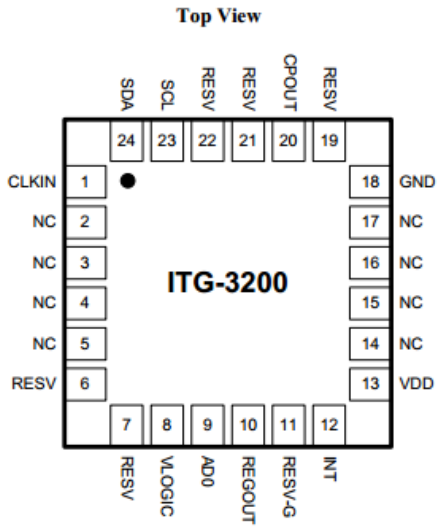 Top View
SDA SCL RESV RESV CPOUT RESV
24 23 22 21 20 19
CLKIN 1 18 GND
NC 2 17 NC
NC 3 16 NC
ITG-3200
NC 4 15 NC
NC 5 14 NC
RESV 6 13 VDD
7 8 9 10 11 12
RESV VLOGIC AD0 REGOUT RESV-G INT